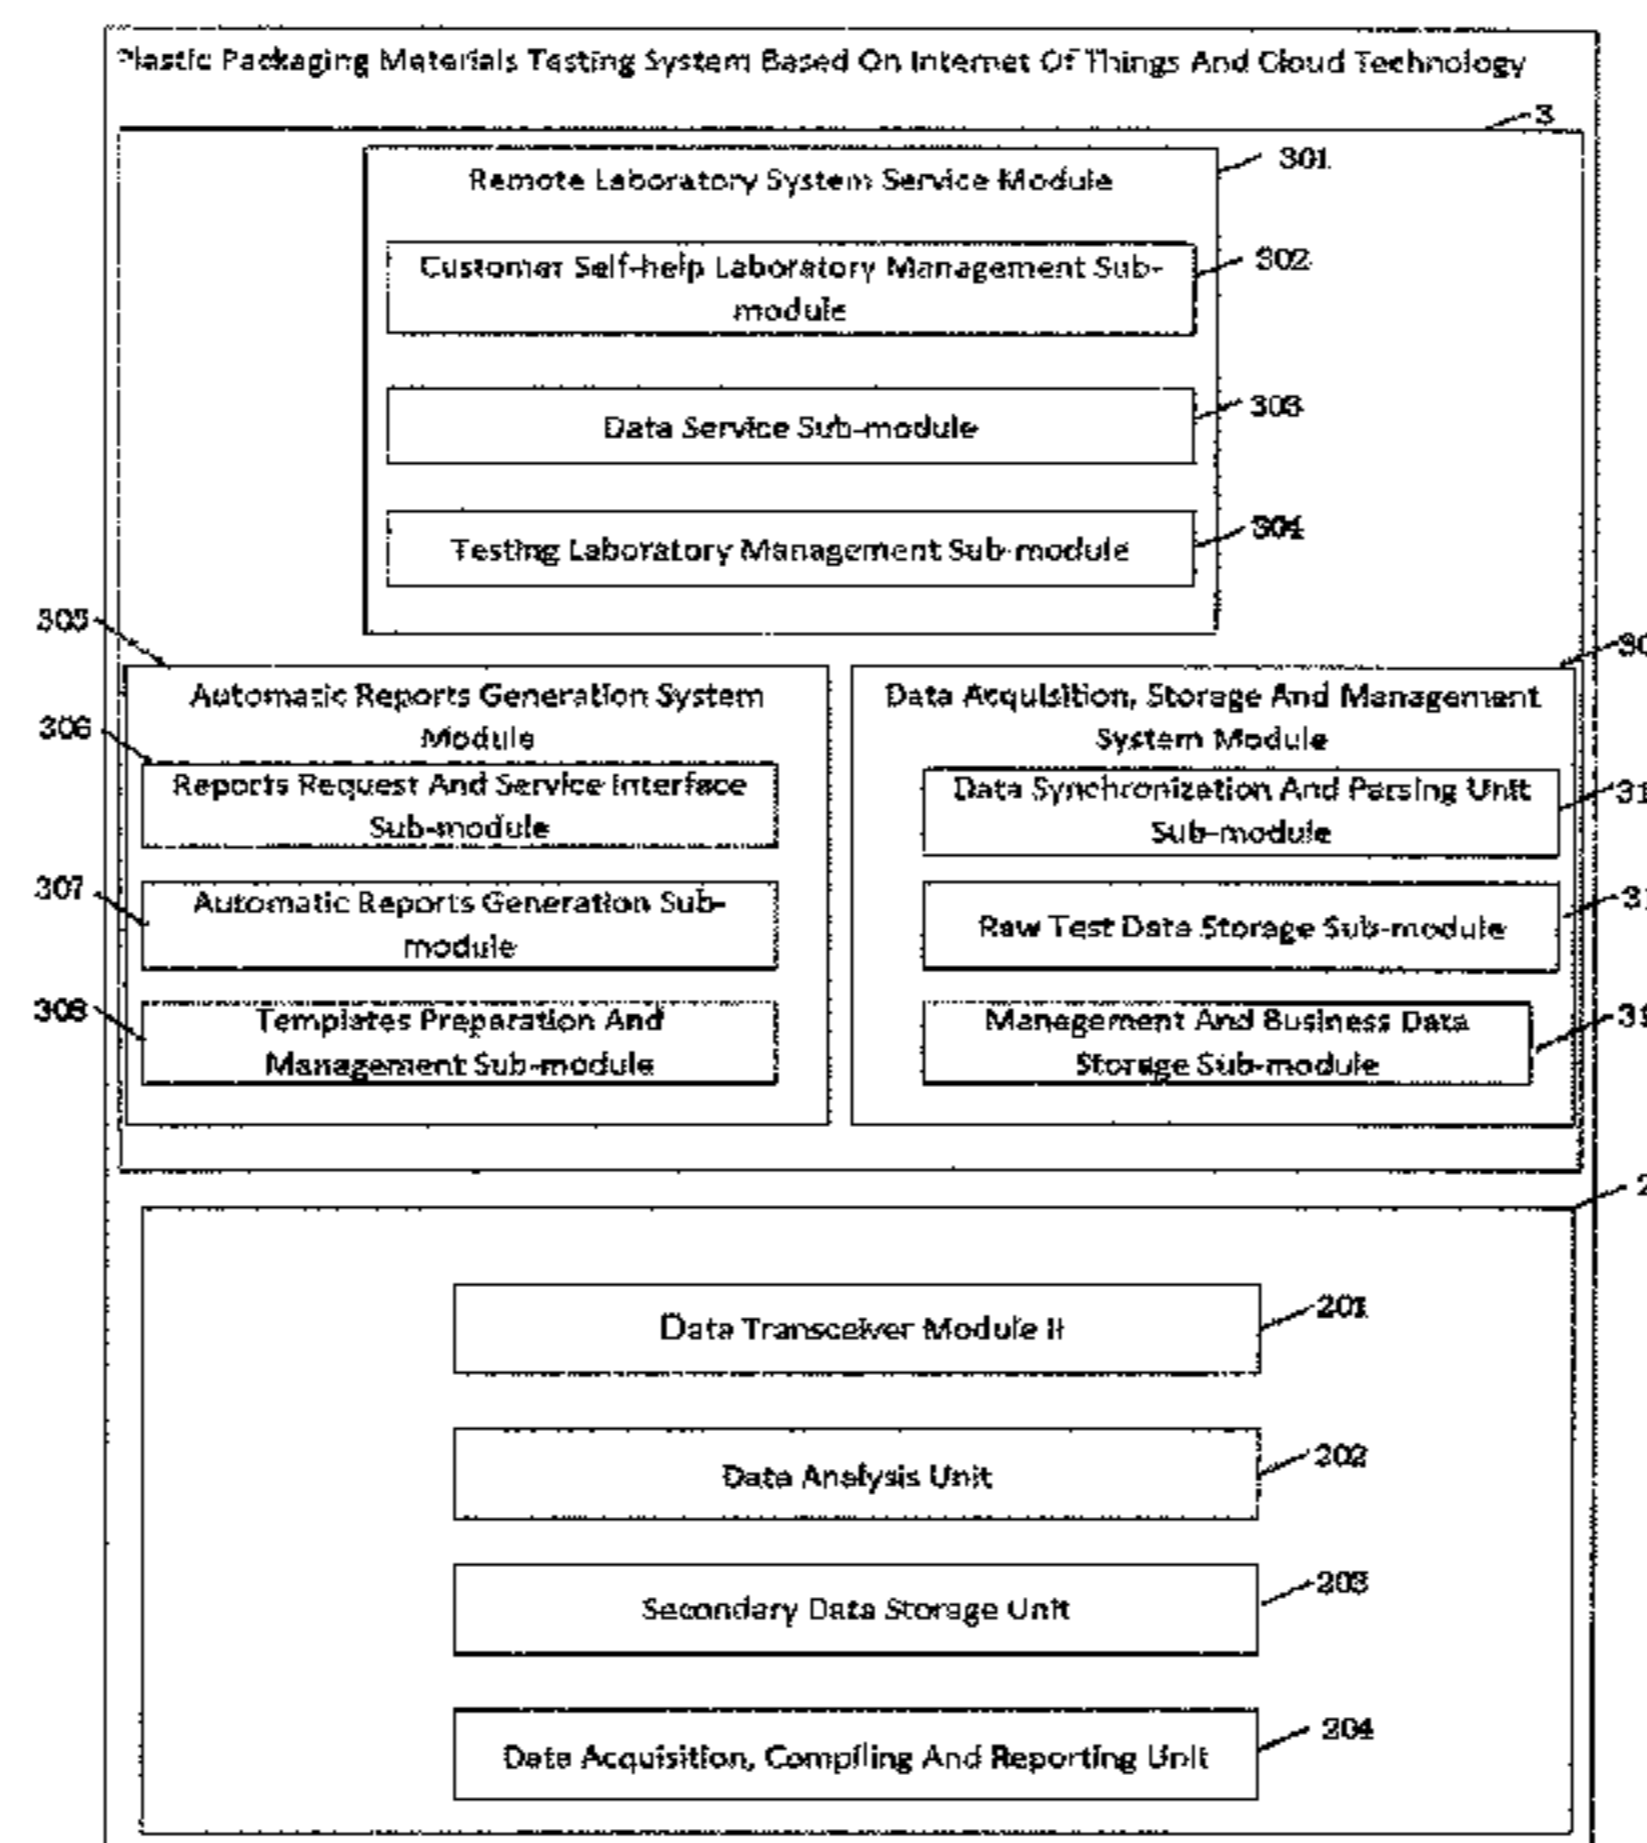 Plastic Packaging Materials Testing System Based On Internet Of Things And Cloud Technology
3
Remote Laboratory System Service Module
301
Customer Self-help Laboratory Management Sub-
module
302
Data Service Sub-module
303
Testing Laboratory Management Sub-module
304
305
Automatic Reports Generation System
Module
306
Reports Request And Service Interface
Sub-module
307
Automatic Reports Generation Sub-
module
308
Templates Preparation And
Management Sub-module
Data Acquisition, Storage And Management
System Module
Data Synchronization And Parsing Unit
Sub-module
Raw Test Data Storage Sub-module
Management And Business Data
Storage Sub-module
2
Data Transceiver Module II
201
Data Analysis Unit
202
Secondary Data Storage Unit
203
Data Acquisition, Compiling And Reporting Unit
204